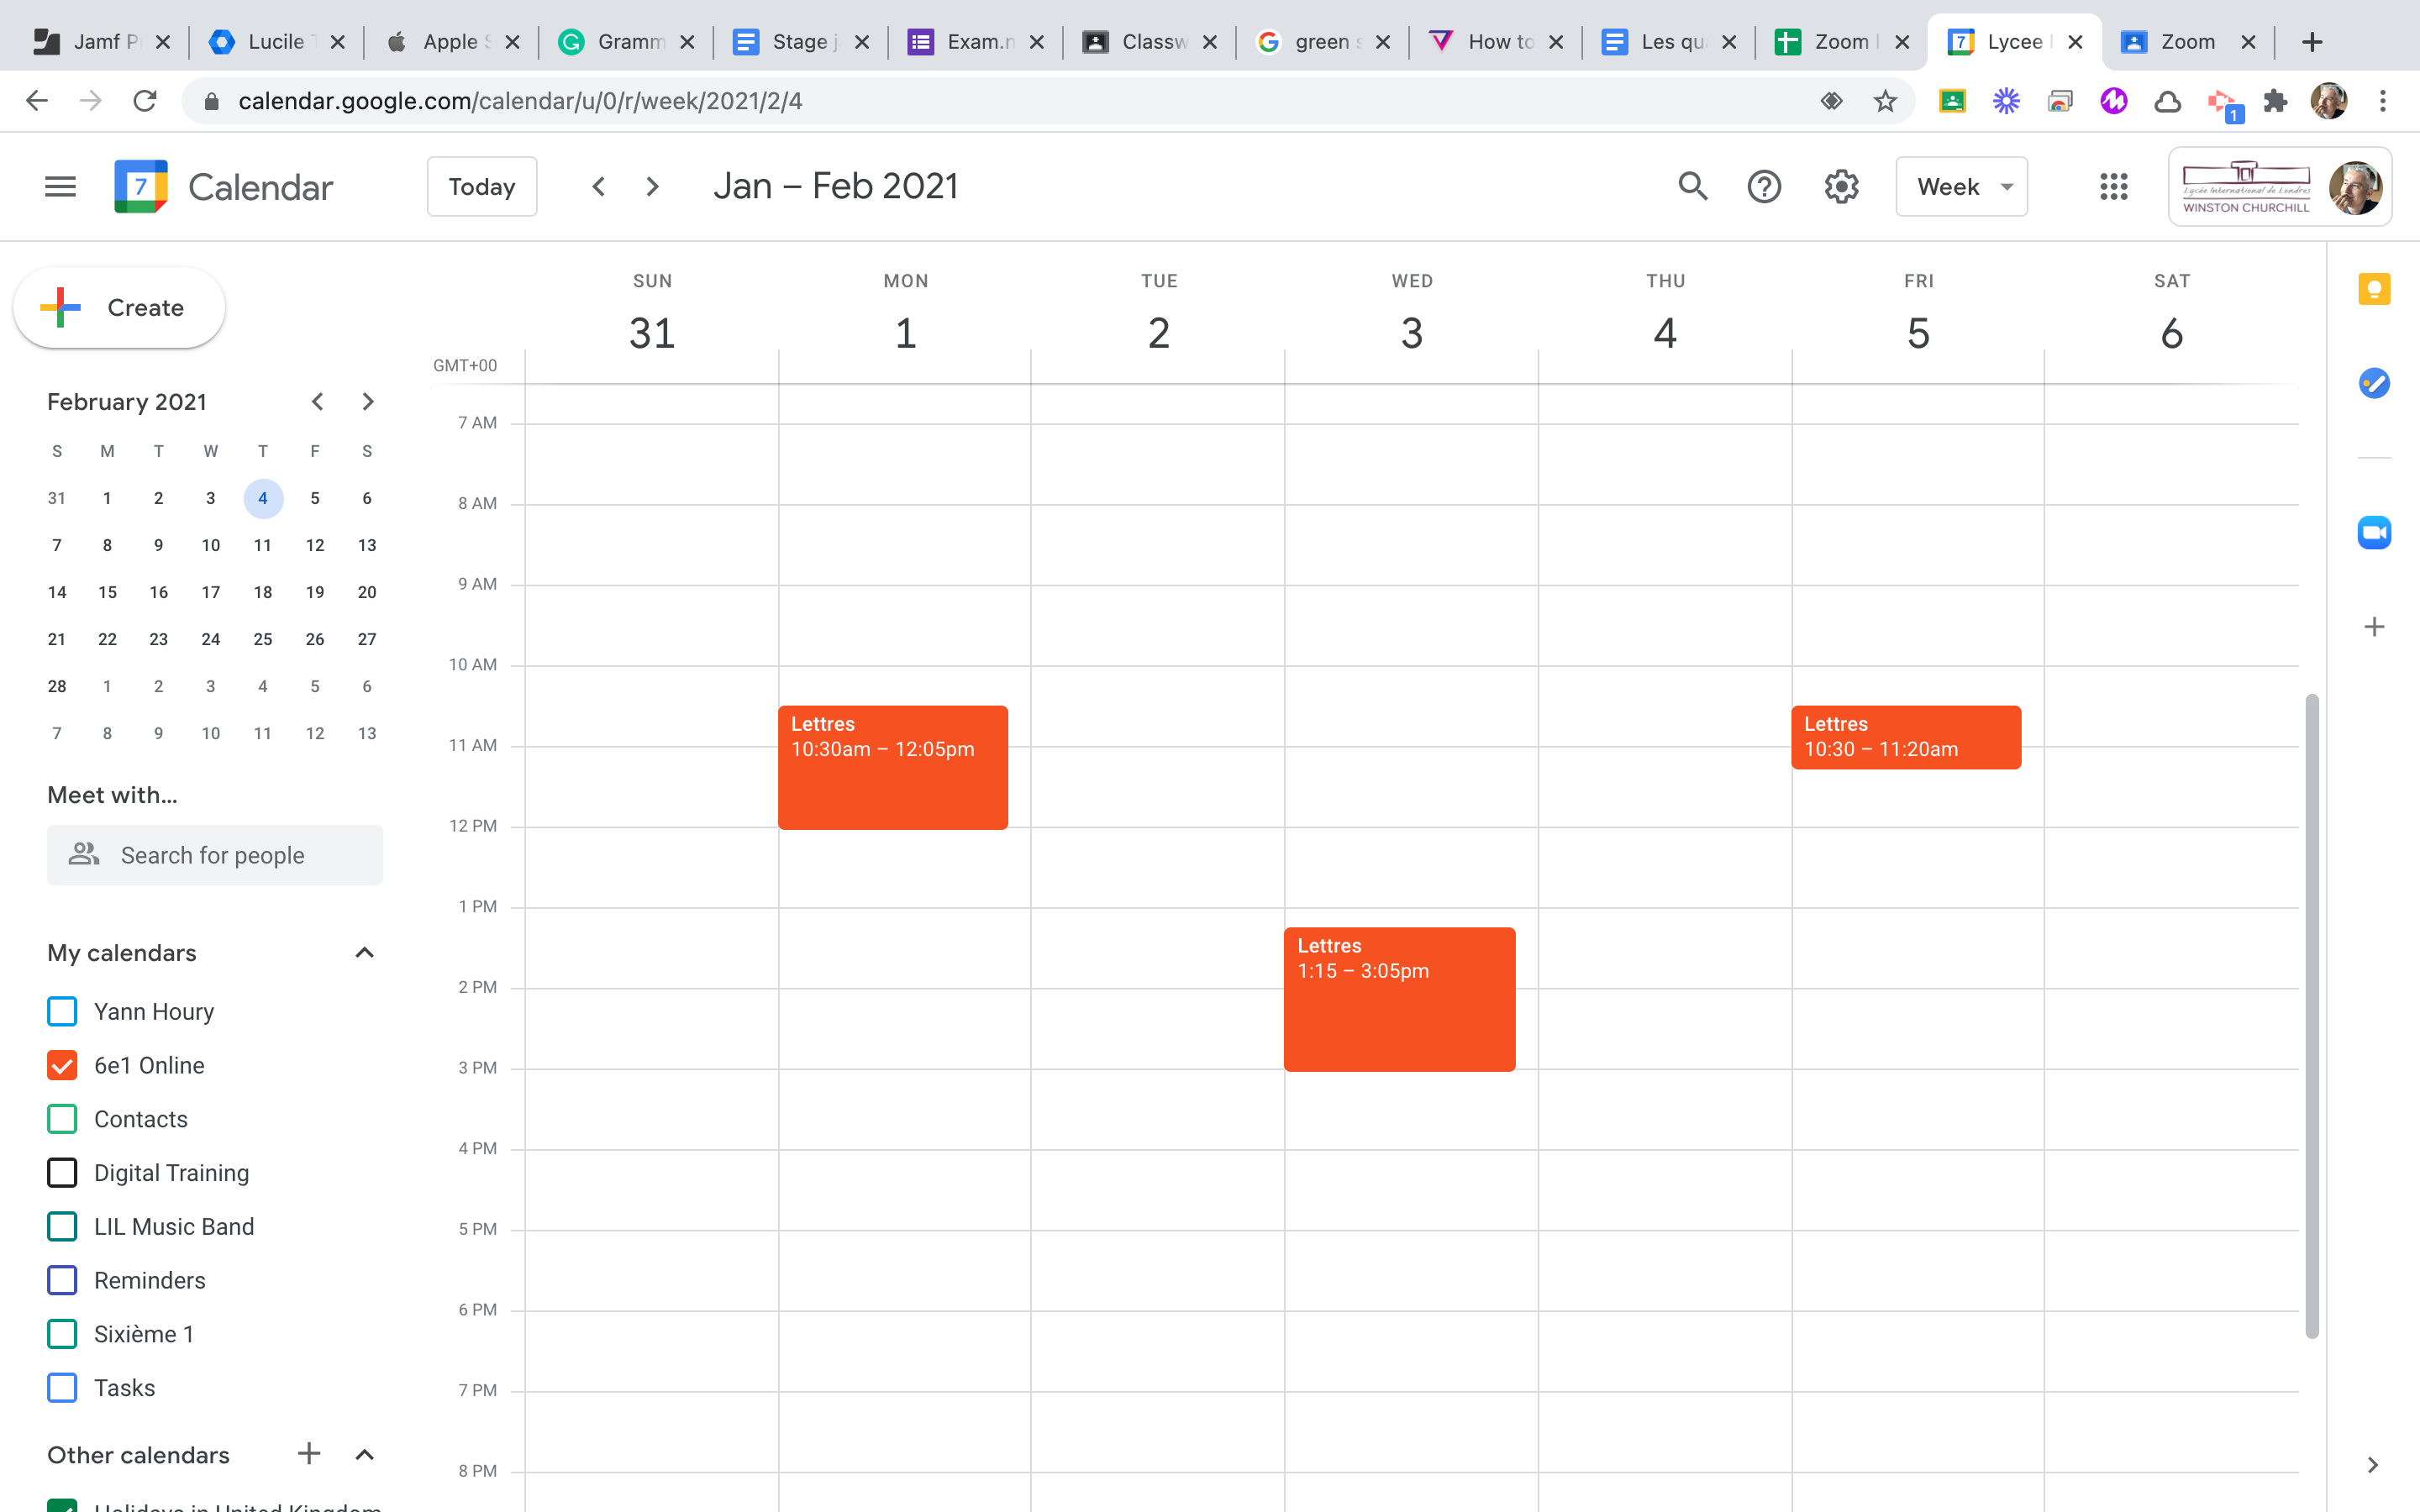 Jamf P
Lucile T
Apple S
Gramm
Stage j
Exam.n
Classw
green s
How to
Les qu
Zoom
Lycee
Zoom
calendar.google.com/calendar/u/0/r/week/2021/2/4
1
7
Calendar
Today
Jan – Feb 2021
Week
Lycée International de Londres
WINSTON CHURCHILL
Create
SUN MON TUE WED THU FRI SAT
31 1 2 3 4 5 6
GMT+00
February 2021
S M T W T F S
31 1 2 3 4 5 6
7 8 9 10 11 12 13
14 15 16 17 18 19 20
21 22 23 24 25 26 27
28 1 2 3 4 5 6
7 8 9 10 11 12 13
Meet with...
Search for people
My calendars
Yann Houry
6e1 Online
Contacts
Digital Training
LIL Music Band
Reminders
Sixième 1
Tasks
Other calendars
Holidays in United Kingdom
7 AM
8 AM
9 AM
10 AM
11 AM
12 PM
1 PM
2 PM
3 PM
4 PM
5 PM
6 PM
7 PM
8 PM
Lettres
10:30am – 12:05pm
Lettres
1:15 – 3:05pm
Lettres
10:30 – 11:20am